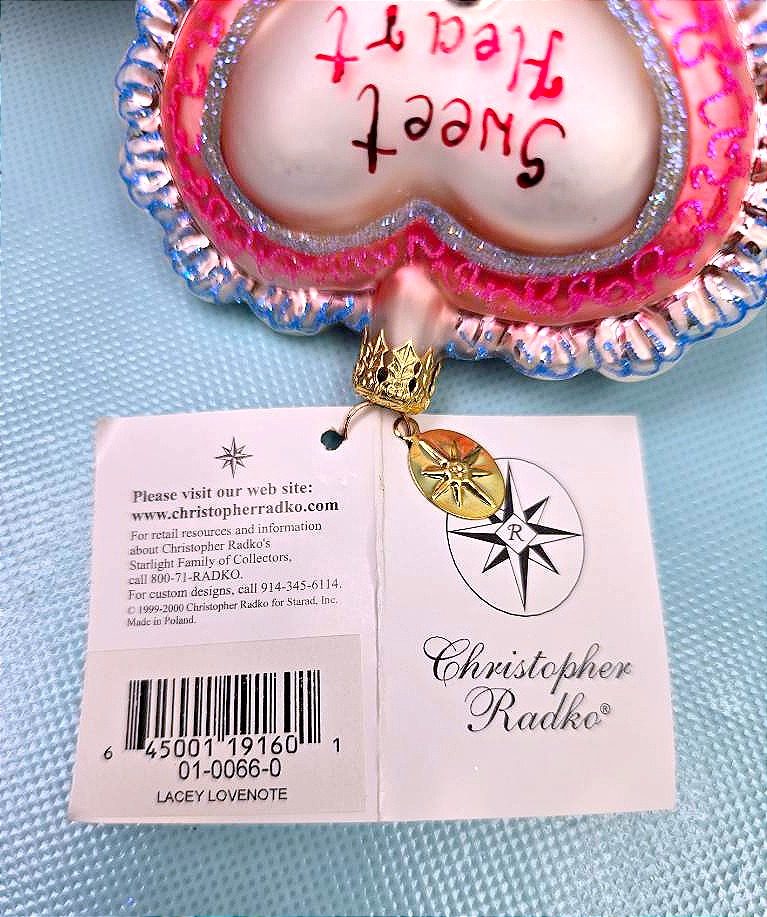 Sweet
Heart
Please visit our web site:
www.christopherradko.com
For retail resources and information
about Christopher Radko's
Starlight Family of Collectors,
call 800-71-RADKO.
For custom designs, call 914-345-6114.
© 1999-2000 Christopher Radko for Starad, Inc.
Made in Poland.
6 45001 19160 1
01-0066-0
LACEY LOVENOTE
R
Christopher
Radko®